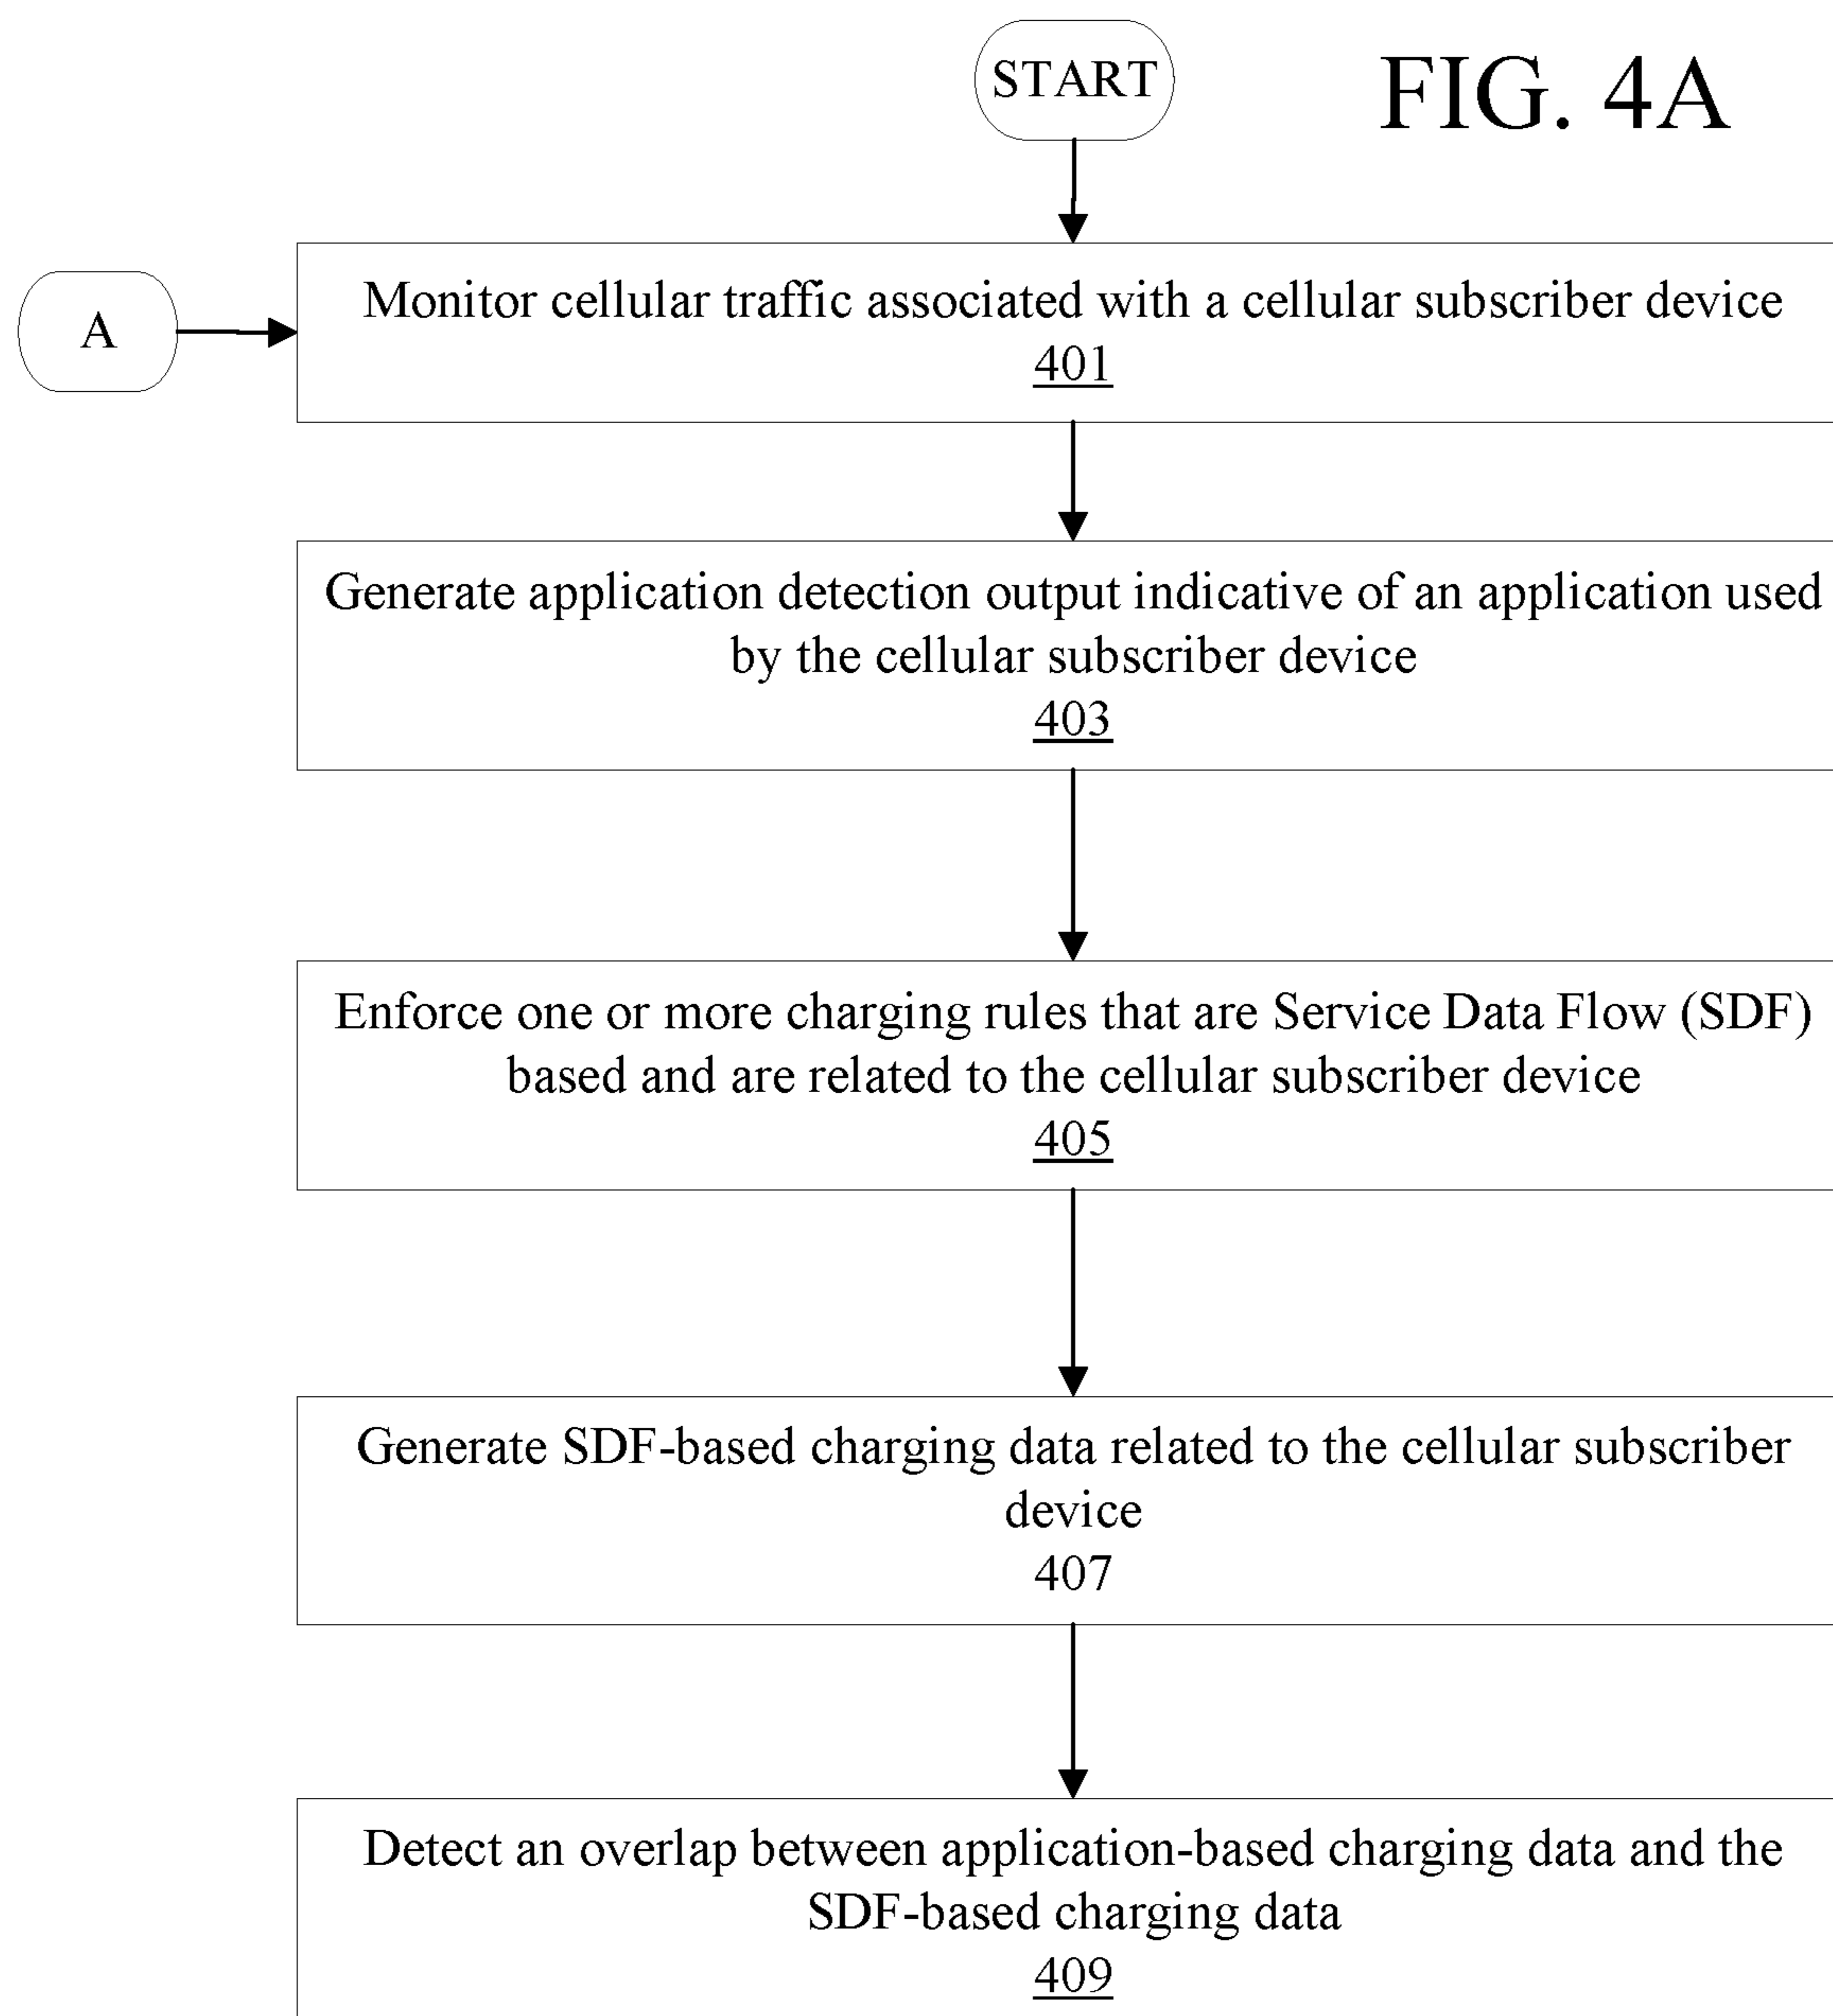 START
FIG. 4A
A
Monitor cellular traffic associated with a cellular subscriber device
401
Generate application detection output indicative of an application used
by the cellular subscriber device
403
Enforce one or more charging rules that are Service Data Flow (SDF)
based and are related to the cellular subscriber device
405
Generate SDF-based charging data related to the cellular subscriber
device
407
Detect an overlap between application-based charging data and the
SDF-based charging data
409